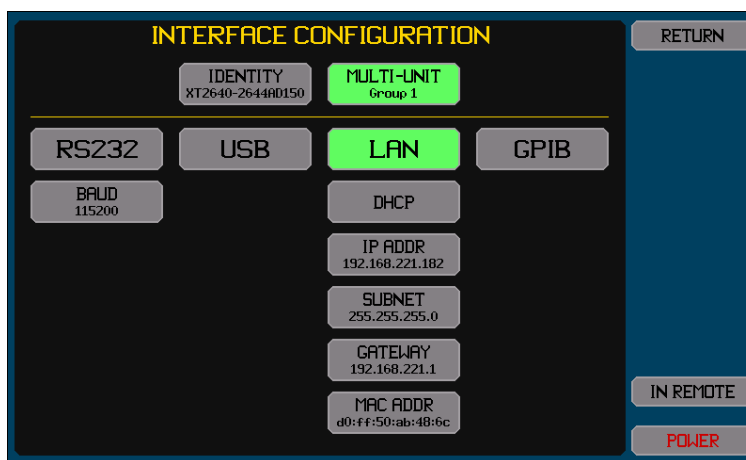 INTERFACE CONFIGURATION
RETURN
IDENTITY
XT2640-2644AD150
MULTI-UNIT
Group 1
RS232
USB
LAN
GPIB
BAUD
115200
DHCP
IP ADDR
192.168.221.182
SUBNET
255.255.255.0
GATEWAY
192.168.221.1
MAC ADDR
d0:ff:50:ab:48:6c
IN REMOTE
POWER